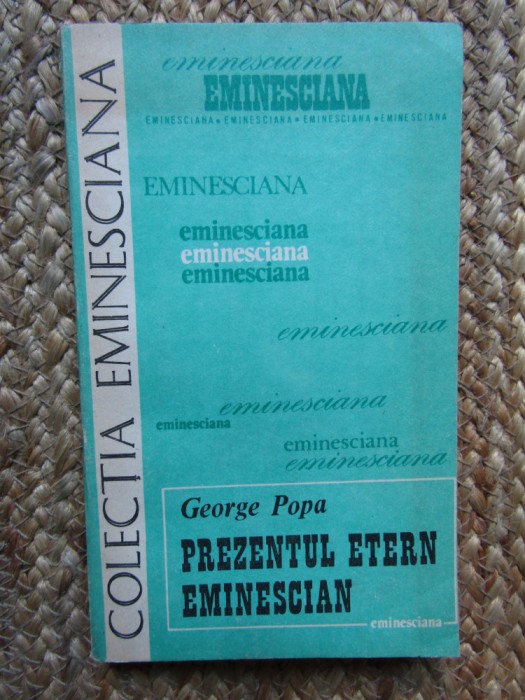 COLECȚIA EMINESCIANA
eminesciana
EMINESCIANA
EMINESCIANA • EMINESCIANA • EMINESCIANA • EMINESCIANA
EMINESCIANA
eminesciana
eminesciana
eminesciana
eminesciana
eminesciana
eminesciana
eminesciana
eminesciana
George Popa
PREZENTUL ETERN
EMINESCIAN
eminesciana